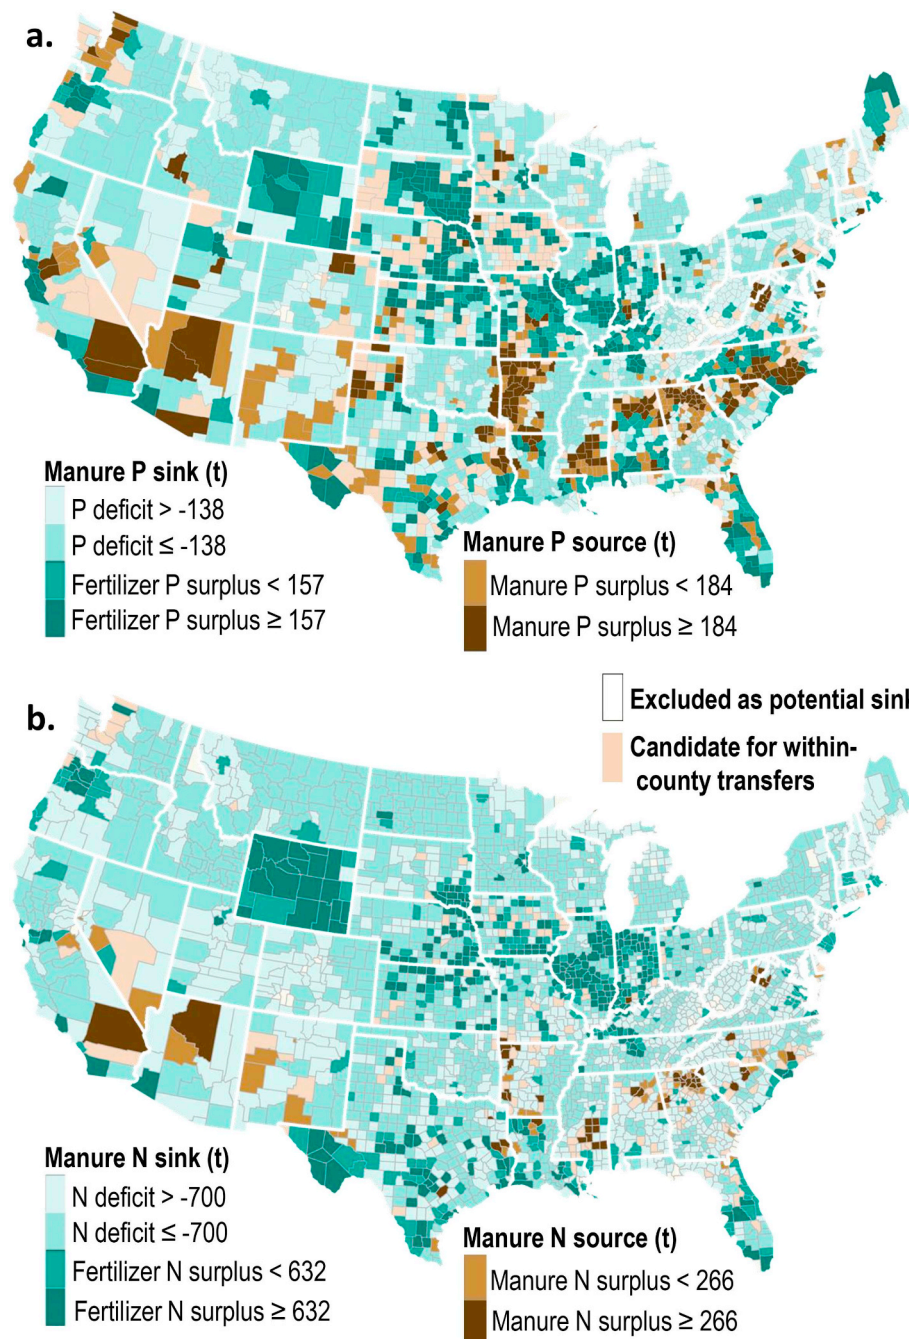 a.
Manure P sink (t)
P deficit > -138
P deficit ≤ -138
Fertilizer P surplus < 157
Fertilizer P surplus ≥ 157
Manure P source (t)
Manure P surplus < 184
Manure P surplus ≥ 184
b.
Excluded as potential sink
Candidate for within-
county transfers
Manure N sink (t)
N deficit > -700
N deficit ≤ -700
Fertilizer N surplus < 632
Fertilizer N surplus ≥ 632
Manure N source (t)
Manure N surplus < 266
Manure N surplus ≥ 266